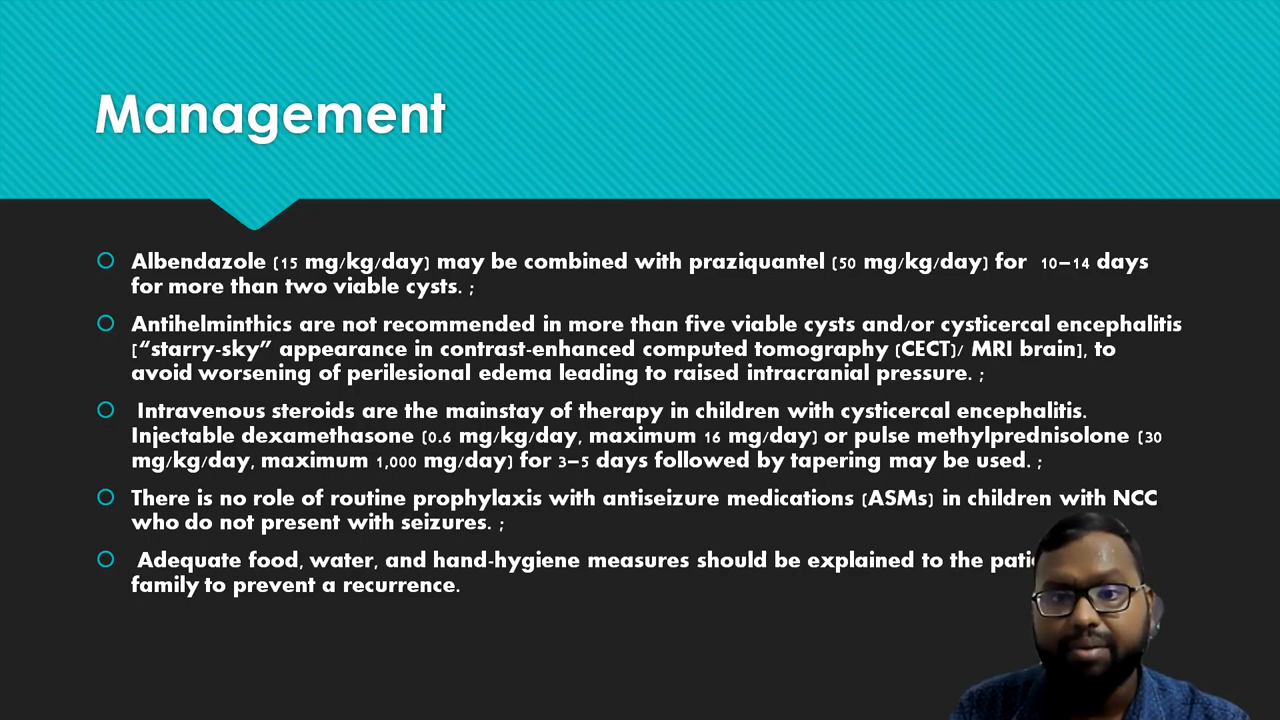 Management
Albendazole (15 mg/kg/day) may be combined with praziquantel (50 mg/kg/day) for 10–14 days
for more than two viable cysts. ;
Antihelminthics are not recommended in more than five viable cysts and/or cysticercal encephalitis
[“starry-sky” appearance in contrast-enhanced computed tomography (CECT)/ MRI brain], to
avoid worsening of perilesional edema leading to raised intracranial pressure. ;
Intravenous steroids are the mainstay of therapy in children with cysticercal encephalitis.
Injectable dexamethasone (0.6 mg/kg/day, maximum 16 mg/day) or pulse methylprednisolone (30
mg/kg/day, maximum 1,000 mg/day) for 3–5 days followed by tapering may be used. ;
There is no role of routine prophylaxis with antiseizure medications (ASMs) in children with NCC
who do not present with seizures. ;
Adequate food, water, and hand-hygiene measures should be explained to the
family to prevent a recurrence.